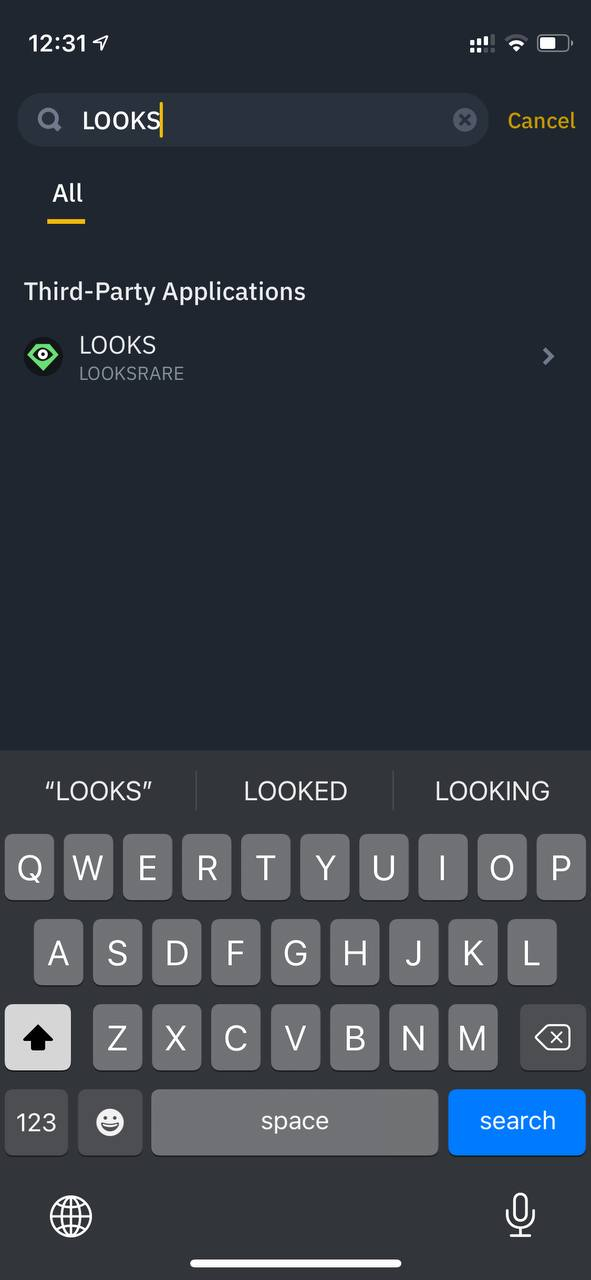 12:31
LOOKS
Cancel
All
Third-Party Applications
LOOKS
LOOKSRARE
“LOOKS” LOOKED LOOKING
Q W E R T Y U I O P
A S D F G H J K L
Z X C V B N M
123 space search